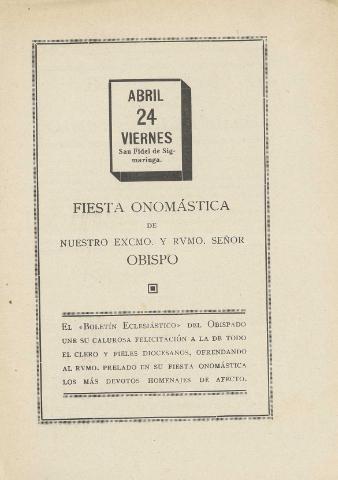 ABRIL
24
VIERNES
San Fidel de Sig-
maringa.
FIESTA ONOMÁSTICA
DE
NUESTRO EXCMO. Y RVMO. SEÑOR
OBISPO
EL «BOLETÍN ECLESIÁSTICO» DEL OBISPADO
UNE SU CALUROSA FELICITACIÓN A LA DE TODO
EL CLERO Y FIELES DIOCESANOS, OFRENDANDO
AL RVMO. PRELADO EN SU FIESTA ONOMÁSTICA
LOS MÁS DEVOTOS HOMENAJES DE AFECTO.